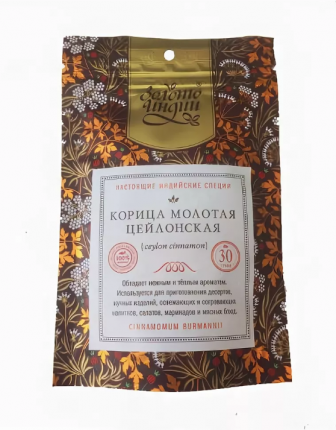 Золото
Индии
НАСТОЯЩИЕ ИНДИЙСКИЕ СПЕЦИИ
КОРИЦА МОЛОТАЯ
ЦЕЙЛОНСКАЯ
(ceylon cinnamon)
100%
30
Обладает нежным и тёплым ароматом.
Используется для приготовления десертов,
мучных изделий, освежающих и согревающих
напитков, салатов, маринадов и мясных блюд.
CINNAMOMUM BURMANNII